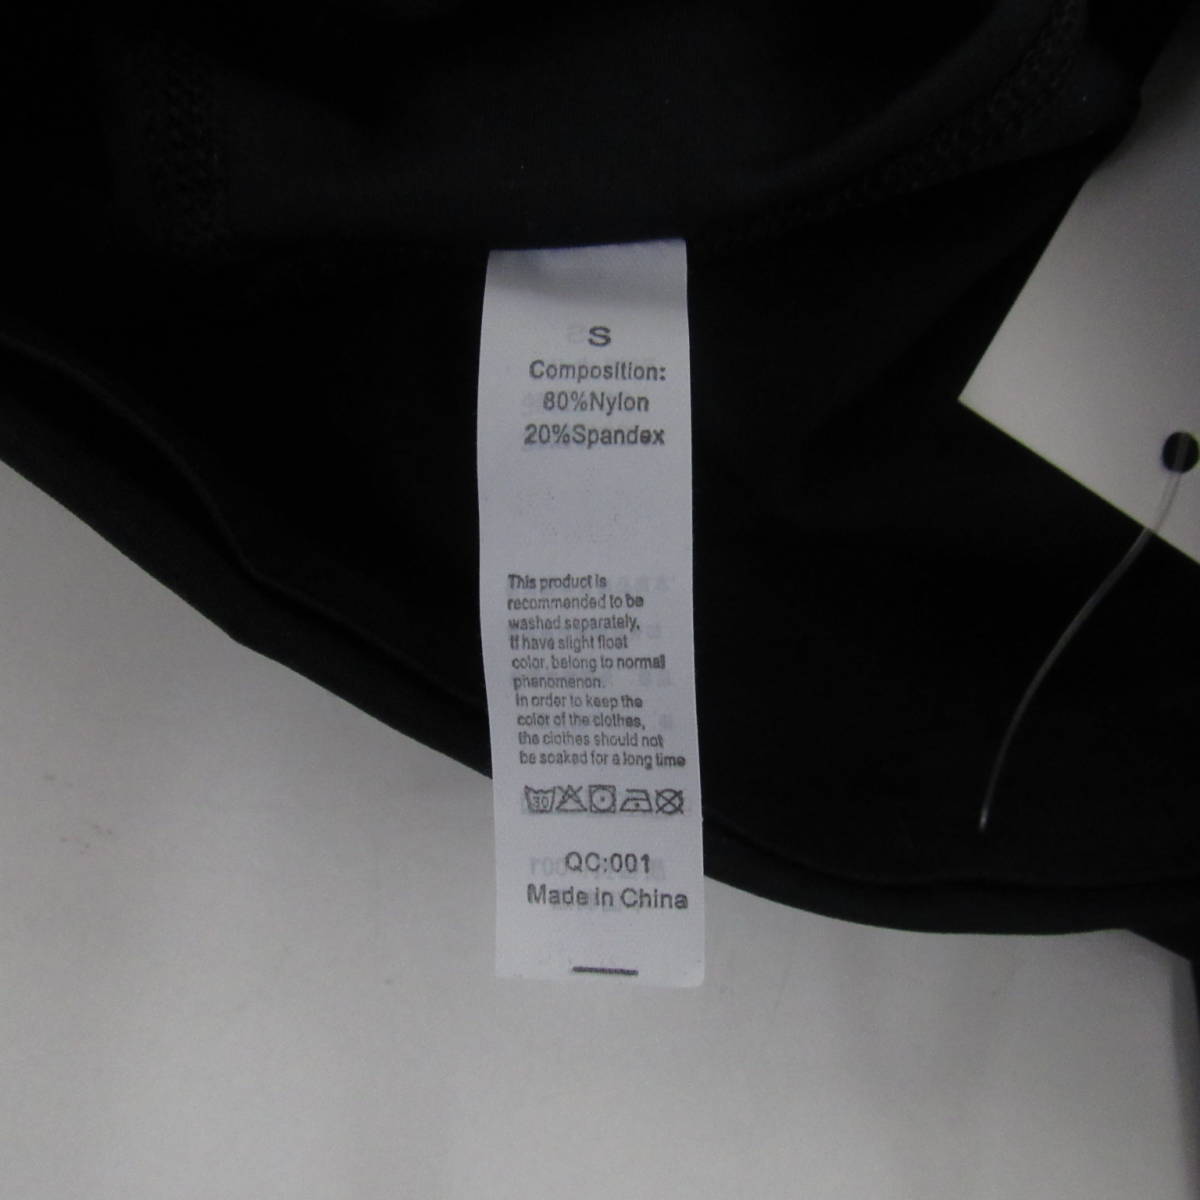 S
Composition:
80%Nylon
20%Spandex
This product is
recommended to be
washed separately.
If have slight float
color, belong to normal
phenomenon.
In order to keep the
color of the clothes,
the clothes should not
be soaked for a long time
30
QC:001
Made in China